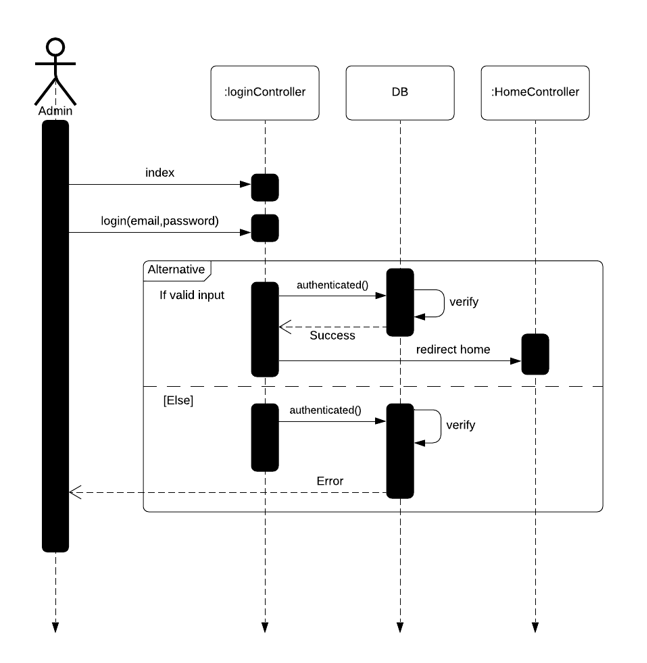 :loginController
DB
:HomeController
Admin
index
login(email,password)
Alternative
If valid input
authenticated()
verify
Success
redirect home
[Else]
authenticated()
verify
Error